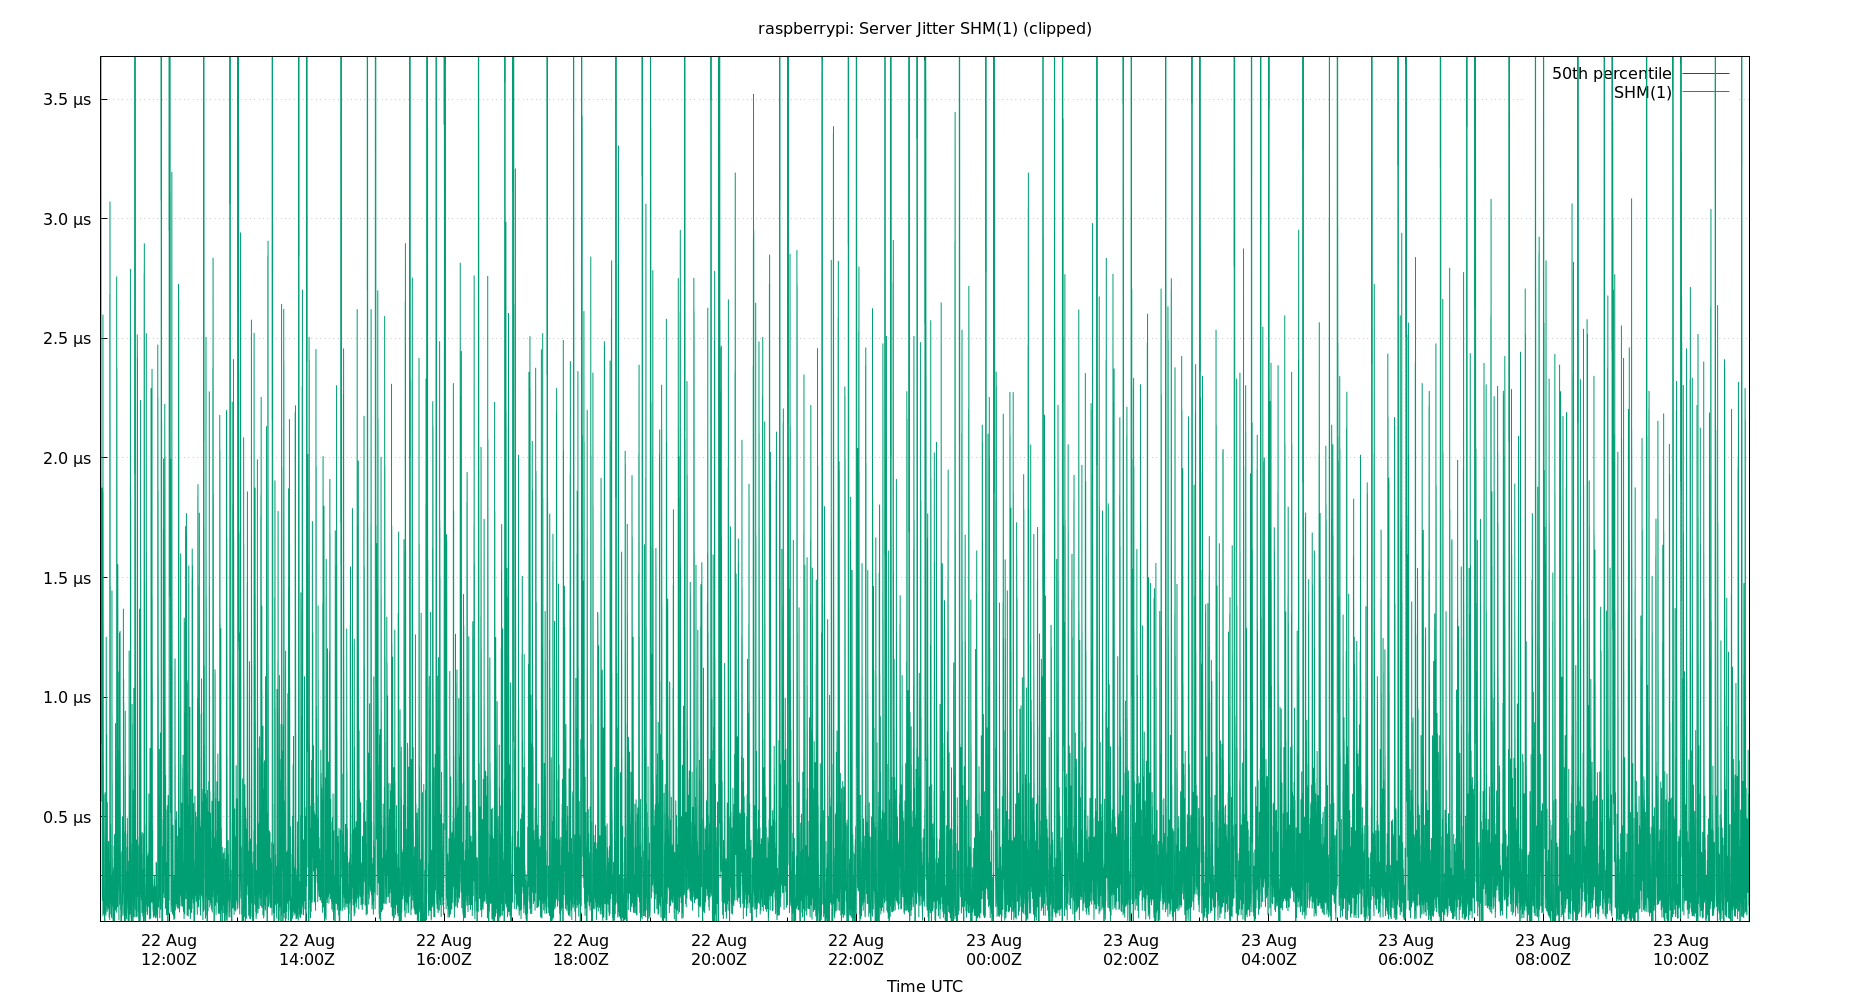 raspberrypi: Server Jitter SHM(1) (clipped)
50th percentile
SHM(1)
3.5 µs
3.0 µs
2.5 µs
2.0 µs
1.5 µs
1.0 µs
0.5 µs
22 Aug 22 Aug 22 Aug 22 Aug 22 Aug 22 Aug 23 Aug 23 Aug 23 Aug 23 Aug 23 Aug 23 Aug
12:00Z 14:00Z 16:00Z 18:00Z 20:00Z 22:00Z 00:00Z 02:00Z 04:00Z 06:00Z 08:00Z 10:00Z
Time UTC